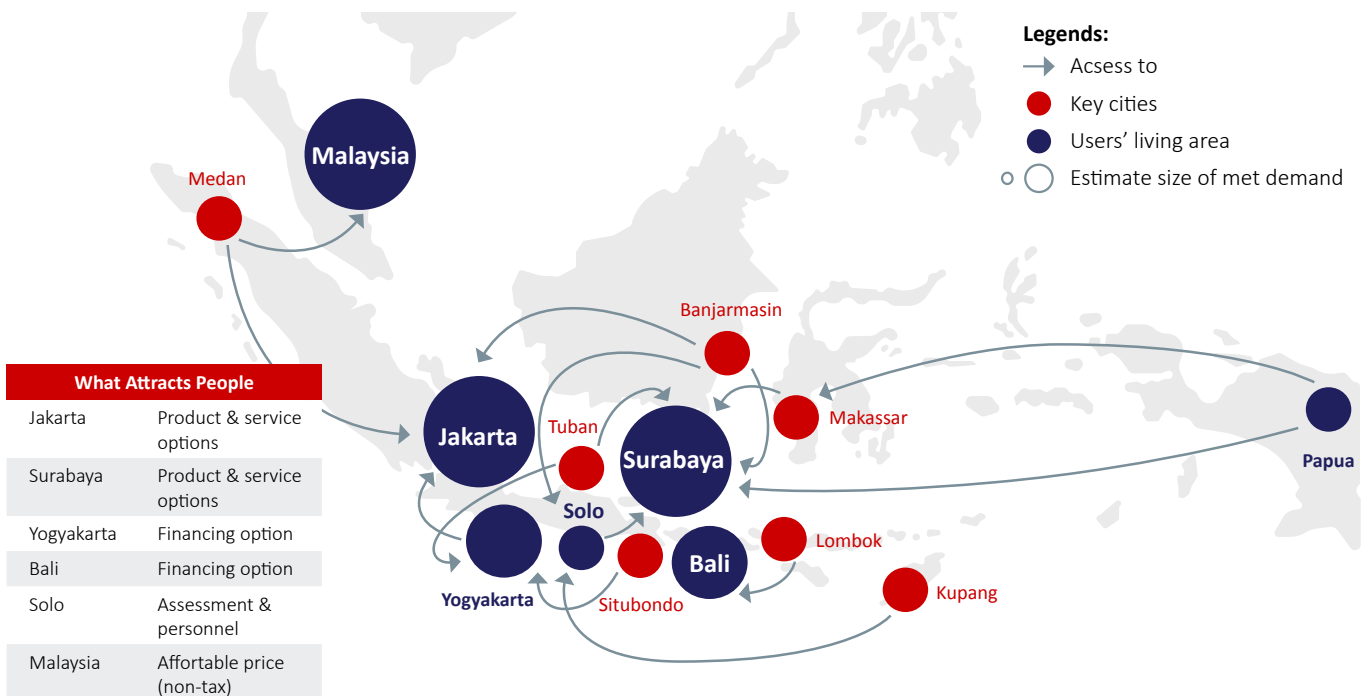 Legends:
Acsess to
Key cities
Users' living area
Estimate size of met demand
Malaysia
Medan
Banjarmasin
Makassar
Tuban
Jakarta
Surabaya
Papua
Solo
Bali
Lombok
Yogyakarta
Situbondo
Kupang
What Attracts People
Jakarta Product & service
options
Surabaya Product & service
options
Yogyakarta Financing option
Bali Financing option
Solo Assessment &
personnel
Malaysia Affortable price
(non-tax)